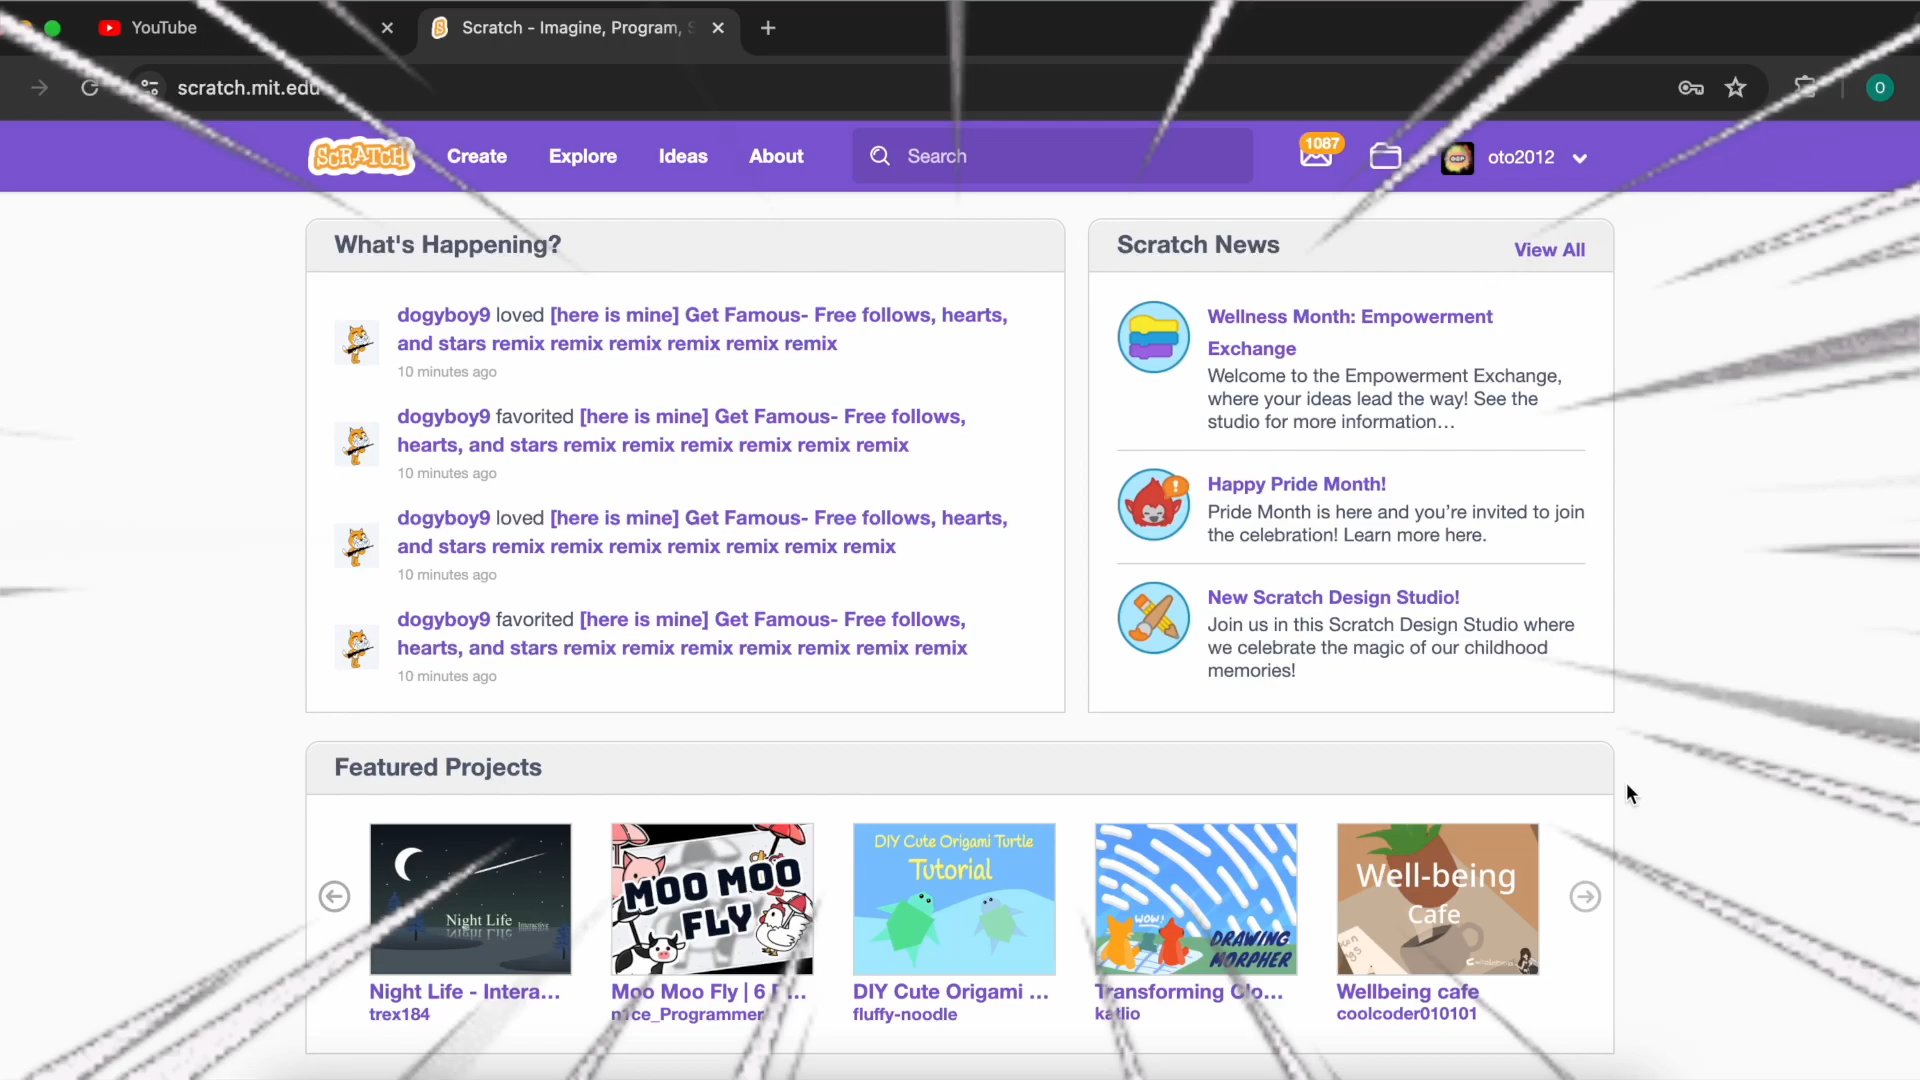 YouTube
Scratch - Imagine, Program, S
scratch.mit.edu
O
SCRATCH
Create
Explore
Ideas
About
Search
1087
oto2012
What's Happening?
dogyboy9 loved [here is mine] Get Famous- Free follows, hearts,
and stars remix remix remix remix remix remix
10 minutes ago
dogyboy9 favorited [here is mine] Get Famous- Free follows,
hearts, and stars remix remix remix remix remix remix
10 minutes ago
dogyboy9 loved [here is mine] Get Famous- Free follows, hearts,
and stars remix remix remix remix remix remix remix
10 minutes ago
dogyboy9 favorited [here is mine] Get Famous- Free follows,
hearts, and stars remix remix remix remix remix remix remix
10 minutes ago
Scratch News
View All
Wellness Month: Empowerment
Exchange
Welcome to the Empowerment Exchange,
where your ideas lead the way! See the
studio for more information…
Happy Pride Month!
Pride Month is here and you’re invited to join
the celebration! Learn more here.
New Scratch Design Studio!
Join us in this Scratch Design Studio where
we celebrate the magic of our childhood
memories!
Featured Projects
Night Life Interactive
MOO MOO
FLY
DIY Cute Origami Turtle
Tutorial
WOW!
DRAWING
MORPHER
Well-being
Cafe
Night Life - Intera...
trex184
Moo Moo Fly | 6
n1ce_Programmer
DIY Cute Origami ...
fluffy-noodle
Transforming Clo...
katlio
Wellbeing cafe
coolcoder010101